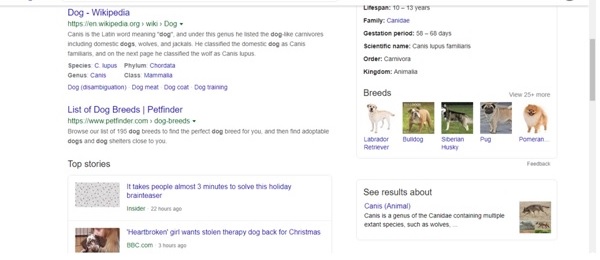 Dog - Wikipedia
https://en.wikipedia.org › wiki › Dog
Canis is the Latin word meaning "dog", and under this genus he listed the dog-like carnivores
including domestic dogs, wolves, and jackals. He classified the domestic dog as Canis
familiaris, and on the next page he classified the wolf as Canis lupus.
Species: C. lupus Phylum: Chordata
Genus: Canis Class: Mammalia
Dog (disambiguation) Dog meat Dog coat Dog training
List of Dog Breeds | Petfinder
https://www.petfinder.com › dog-breeds
Browse our list of 195 dog breeds to find the perfect dog breed for you, and then find adoptable
dogs and dog shelters close to you.
Top stories
It takes people almost 3 minutes to solve this holiday
brainteaser
Insider · 22 hours ago
'Heartbroken' girl wants stolen therapy dog back for Christmas
BBC.com · 3 hours ago
Lifespan: 10 – 13 years
Family: Canidae
Gestation period: 58 – 68 days
Scientific name: Canis lupus familiaris
Order: Carnivora
Kingdom: Animalia
Breeds
View 25+ more
Labrador
Retriever
Bulldog
Siberian
Husky
Pug
Pomeran...
Feedback
See results about
Canis (Animal)
Canis is a genus of the Canidae containing multiple
extant species, such as wolves, ...